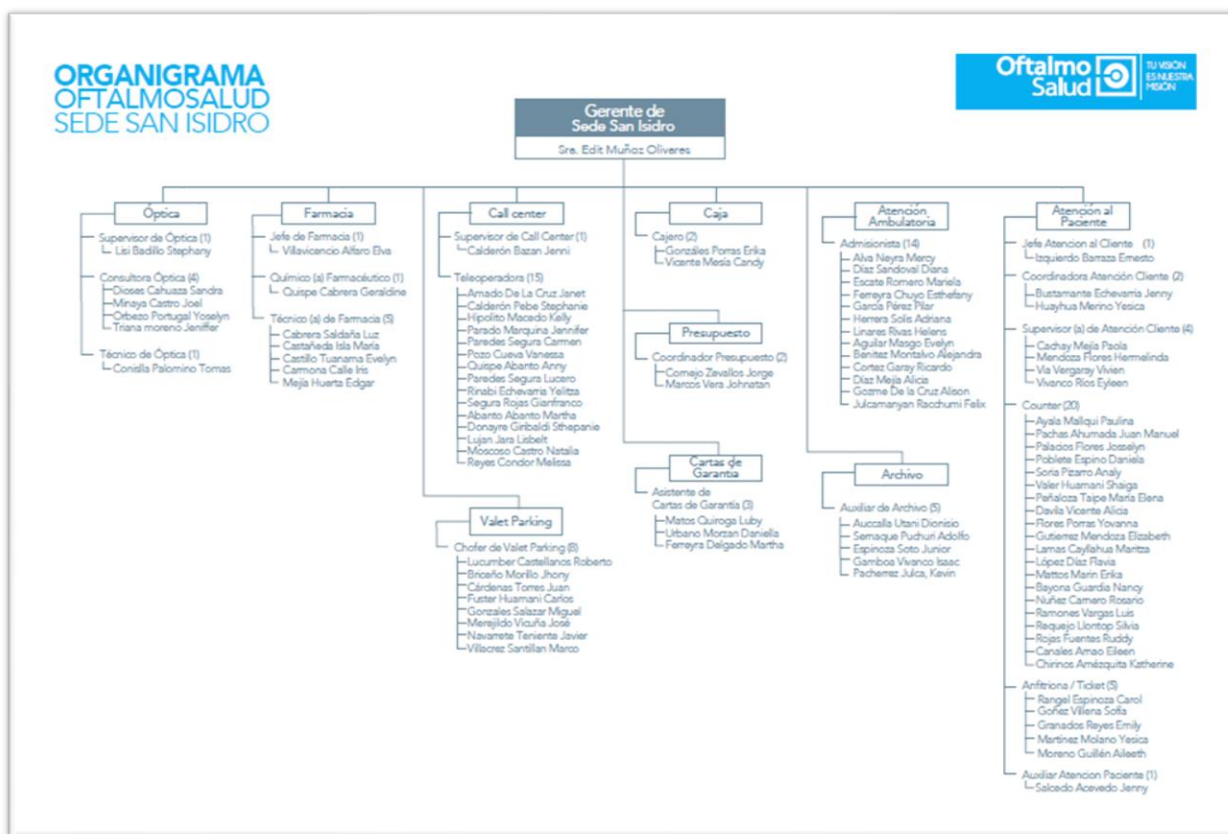 ORGANIGRAMA
OFTALMOSALUD
SEDE SAN ISIDRO
Oftalmo
Salud
TU VISIÓN
ES NUESTRA
MISIÓN
Gerente de
Sede San Isidro
Sra. Edit Muñoz Olivares
Óptica
Supervisor de Óptica (1)
Lisi Badillo Stephany
Consultora Óptica (4)
Dioses Cahuaza Sandra
Minaya Castro Joel
Orbezo Portugal Yoselyn
Triana moreno Jeniffer
Técnico de Óptica (1)
Conislla Palomino Tomas
Farmacia
Jefe de Farmacia (1)
Villavicencio Alfaro Elva
Químico (a) Farmacéutico (1)
Quispe Cabrera Geraldine
Técnico (a) de Farmacia (5)
Cabrera Saldaña Luz
Castañeda Isla María
Castillo Tuanama Evelyn
Carmona Calle Iris
Mejía Huerta Edgar
Call center
Supervisor de Call Center (1)
Calderón Bazan Jenni
Teleoperadora (15)
Amado De La Cruz Janet
Calderón Pebe Stephanie
Hipolito Macedo Kelly
Parado Marquina Jennifer
Paredes Segura Carmen
Pozo Cueva Vanessa
Quispe Abanto Anny
Paredes Segura Lucero
Rinabi Echevarria Yelitza
Segura Rojas Gianfranco
Abanto Abanto Martha
Donayre Giribaldi Sthepanie
Lujan Jara Lisbelt
Moscoso Castro Natalia
Reyes Condor Melissa
Valet Parking
Chofer de Valet Parking (8)
Lucumber Castellanos Roberto
Briceño Morillo Jhony
Cárdenas Torres Juan
Fuster Huamani Carlos
Gonzales Salazar Miguel
Merejildo Vicuña José
Navarrete Teniente Javier
Villacrez Santillan Marco
Caja
Cajero (2)
Gonzáles Porras Erika
Vicente Mesía Candy
Presupuesto
Coordinador Presupuesto (2)
Cornejo Zevallos Jorge
Marcos Vera Johnatan
Cartas de
Garantia
Asistente de
Cartas de Garantía (3)
Matos Quiroga Luby
Urbano Morzan Daniella
Ferreyra Delgado Martha
Atención
Ambulatoria
Admisionista (14)
Alva Neyra Mercy
Díaz Sandoval Diana
Escate Romero Mariela
Ferreyra Chuyo Esthefany
García Pérez Pilar
Herrera Solis Adriana
Linares Rivas Helens
Aguilar Masgo Evelyn
Benitez Montalvo Alejandra
Cortez Garay Ricardo
Díaz Mejía Alicia
Gozme De la Cruz Alison
Julcamanyan Racchumi Felix
Archivo
Auxiliar de Archivo (5)
Auccalla Utani Dionisio
Semaque Puchuri Adolfo
Espinoza Soto Junior
Gamboa Vivanco Isaac
Pacherrez Julca, Kevin
Atención al
Paciente
Jefe Atencion al Cliente (1)
Izquierdo Barraza Ernesto
Coordinadora Atención Cliente (2)
Bustamante Echevarria Jenny
Huayhua Merino Yesica
Supervisor (a) de Atención Cliente (4)
Cachay Mejía Paola
Mendoza Flores Hermelinda
Via Vergaray Vivien
Vivanco Ríos Eyleen
Counter (20)
Ayala Mallqui Paulina
Pachas Ahumada Juan Manuel
Palacios Flores Josselyn
Poblete Espino Daniela
Soria Pizarro Analy
Valer Huamani Shaiga
Peñaloza Taipe María Elena
Davila Vicente Alicia
Flores Porras Yovanna
Gutierrez Mendoza Elizabeth
Lamas Cayllahua Maritza
López Díaz Flavia
Mattos Marin Erika
Bayona Guardia Nancy
Nuñez Carnero Rosario
Ramones Vargas Luis
Requejo Llontop Silvia
Rojas Fuentes Ruddy
Canales Amao Eileen
Chirinos Amézquita Katherine
Anfitriona / Ticket (5)
Rangel Espinoza Carol
Goñez Villena Sofía
Granados Reyes Emily
Martínez Molano Yesica
Moreno Guillén Aileeth
Auxiliar Atencion Paciente (1)
Salcedo Acevedo Jenny